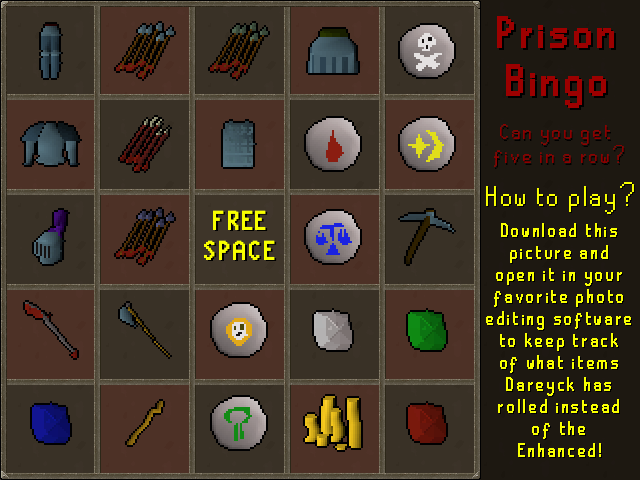 Prison
Bingo
Can you get
five in a row?
How to play?
Download this
picture and
open it in your
favorite photo
editing software
to keep track
of what items
Dareyck has
rolled instead
of the
Enhanced!
FREE
SPACE